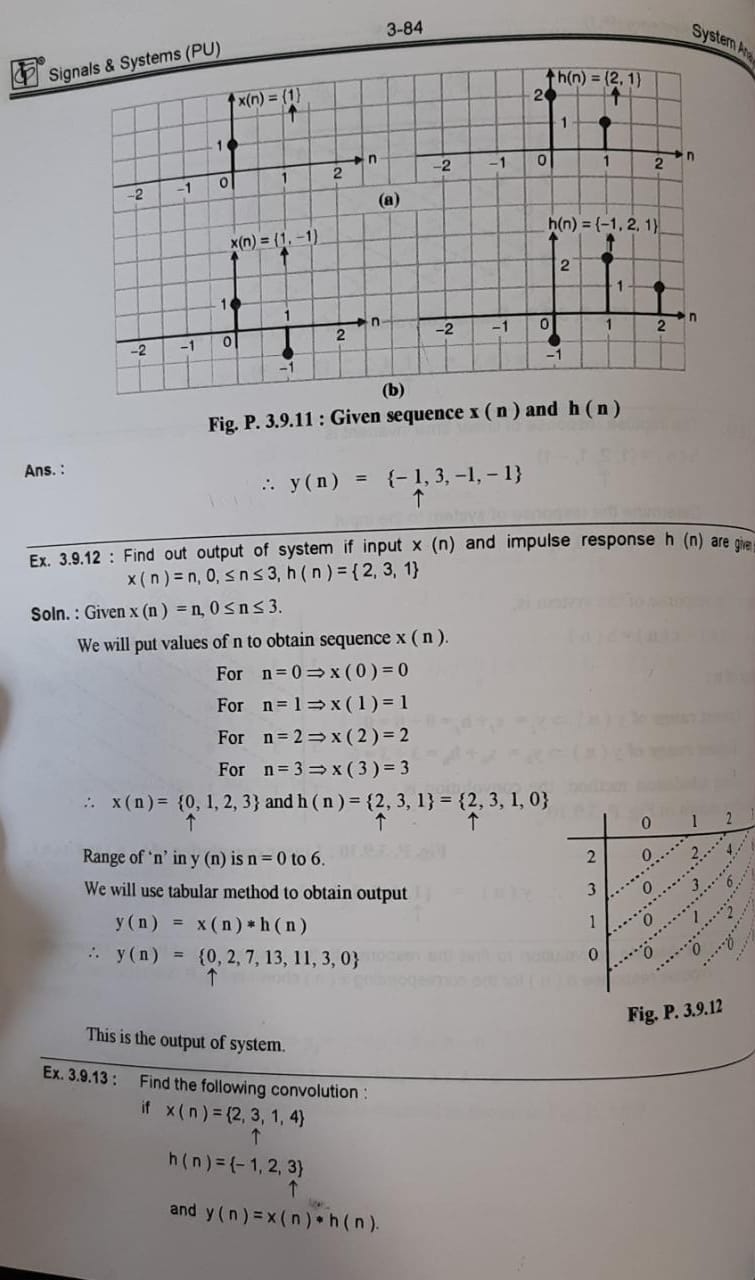 3-84
Signals & Systems (PU)
System
x(n) = {1}
↑
1
-2 -1 0 1 2 n
h(n) = {2, 1}
↑
2
1
-2 -1 0 1 2 n
(a)
x(n) = {1, -1}
↑
1
-2 -1 0 1 2 n
-1
h(n) = {-1, 2, 1}
↑
2
1
-2 -1 0 1 2 n
-1
(b)
Fig. P. 3.9.11 : Given sequence x ( n ) and h ( n )
Ans. :
∴ y ( n ) = {- 1, 3, -1, - 1}
↑
Ex. 3.9.12 : Find out output of system if input x (n) and impulse response h (n) are given
x ( n ) = n, 0, ≤ n ≤ 3, h ( n ) = { 2, 3, 1}
Soln. : Given x (n ) = n, 0 ≤ n ≤ 3.
We will put values of n to obtain sequence x ( n ).
For n = 0 ⇒ x ( 0 ) = 0
For n = 1 ⇒ x ( 1 ) = 1
For n = 2 ⇒ x ( 2 ) = 2
For n = 3 ⇒ x ( 3 ) = 3
∴ x ( n ) = {0, 1, 2, 3} and h ( n ) = {2, 3, 1} = {2, 3, 1, 0}
↑ ↑ ↑
Range of 'n' in y (n) is n = 0 to 6.
We will use tabular method to obtain output
y ( n ) = x ( n ) * h ( n )
∴ y ( n ) = {0, 2, 7, 13, 11, 3, 0}
↑
0 1 2
2 0 2 4
3 0 3 6
1 0 1 2
0 0 0 0
Fig. P. 3.9.12
This is the output of system.
Ex. 3.9.13 : Find the following convolution :
if x ( n ) = {2, 3, 1, 4}
↑
h ( n ) = {- 1, 2, 3}
↑
and y ( n ) = x ( n ) * h ( n ).